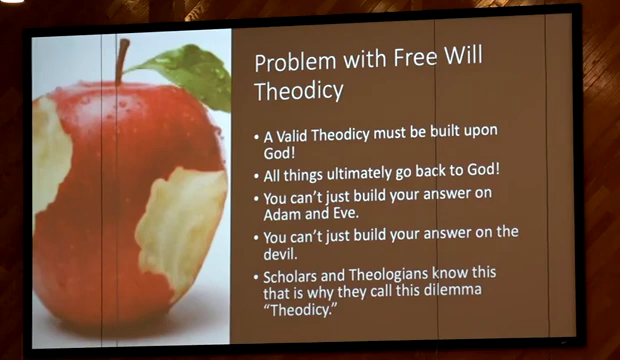 Problem with Free Will
Theodicy
• A Valid Theodicy must be built upon
God!
• All things ultimately go back to God!
• You can't just build your answer on
Adam and Eve.
• You can't just build your answer on the
devil.
• Scholars and Theologians know this
that is why they call this dilemma
"Theodicy."